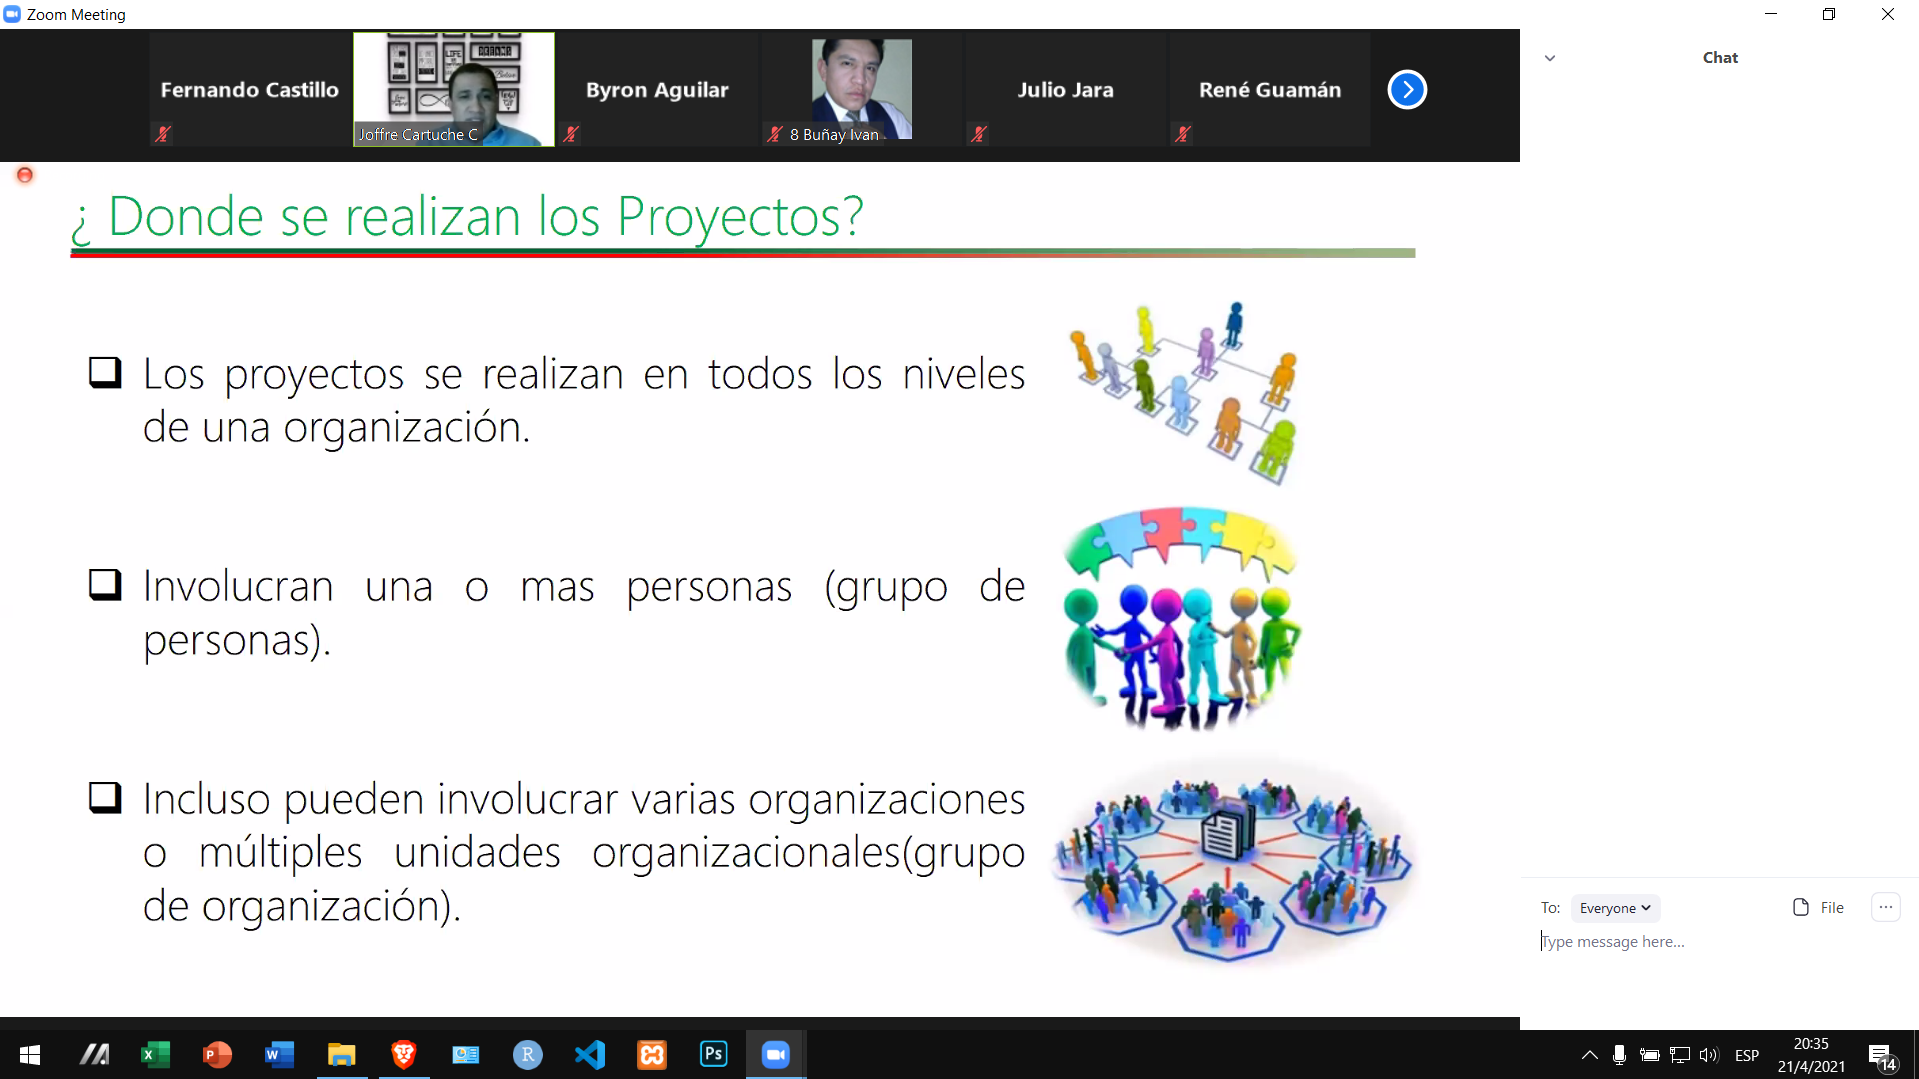 Zoom Meeting
Fernando Castillo
Joffre Cartuche C
Byron Aguilar
8 Buñay Ivan
Julio Jara
René Guamán
Chat
¿ Donde se realizan los Proyectos?
Los proyectos se realizan en todos los niveles
de una organización.
Involucran una o mas personas (grupo de
personas).
Incluso pueden involucrar varias organizaciones
o múltiples unidades organizacionales(grupo
de organización).
To: Everyone
File
Type message here...
ESP
20:35
21/4/2021
14